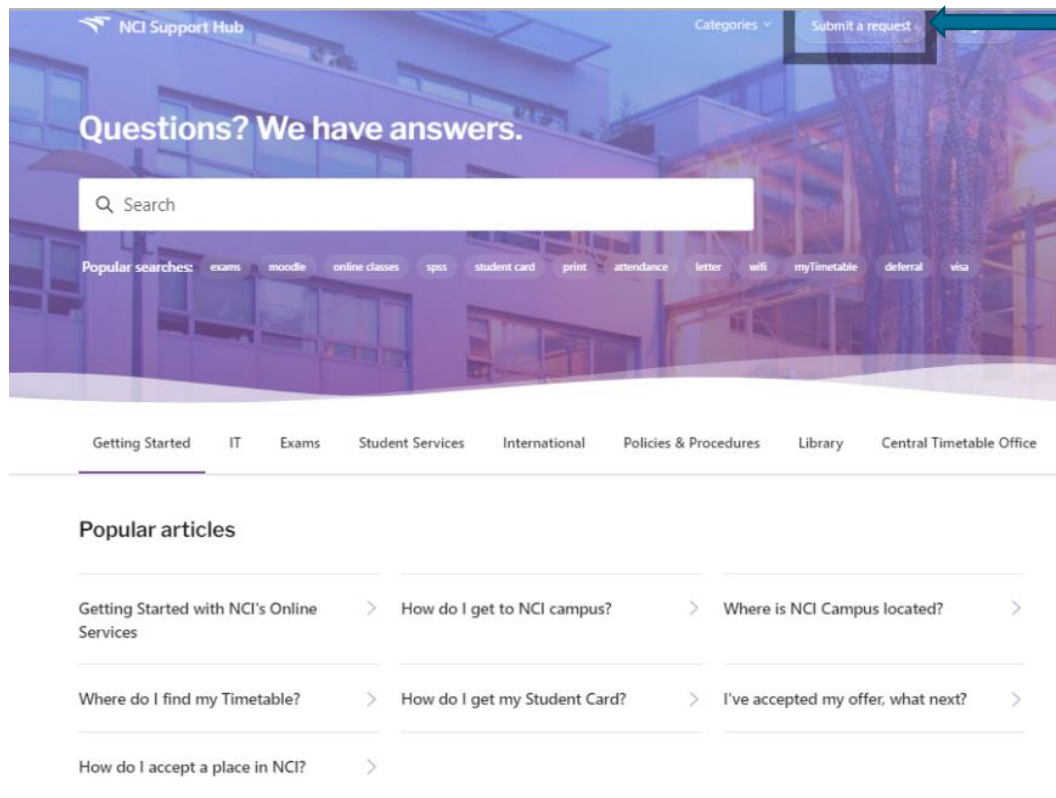 NCI Support Hub
Categories
Submit a request
Questions? We have answers.
Search
Popular searches: exams moodle online classes spss student card print attendance letter wifi myTimetable deferral visa
Getting Started IT Exams Student Services International Policies & Procedures Library Central Timetable Office
Popular articles
Getting Started with NCI's Online
Services
How do I get to NCI campus?
Where is NCI Campus located?
Where do I find my Timetable?
How do I get my Student Card?
I've accepted my offer, what next?
How do I accept a place in NCI?